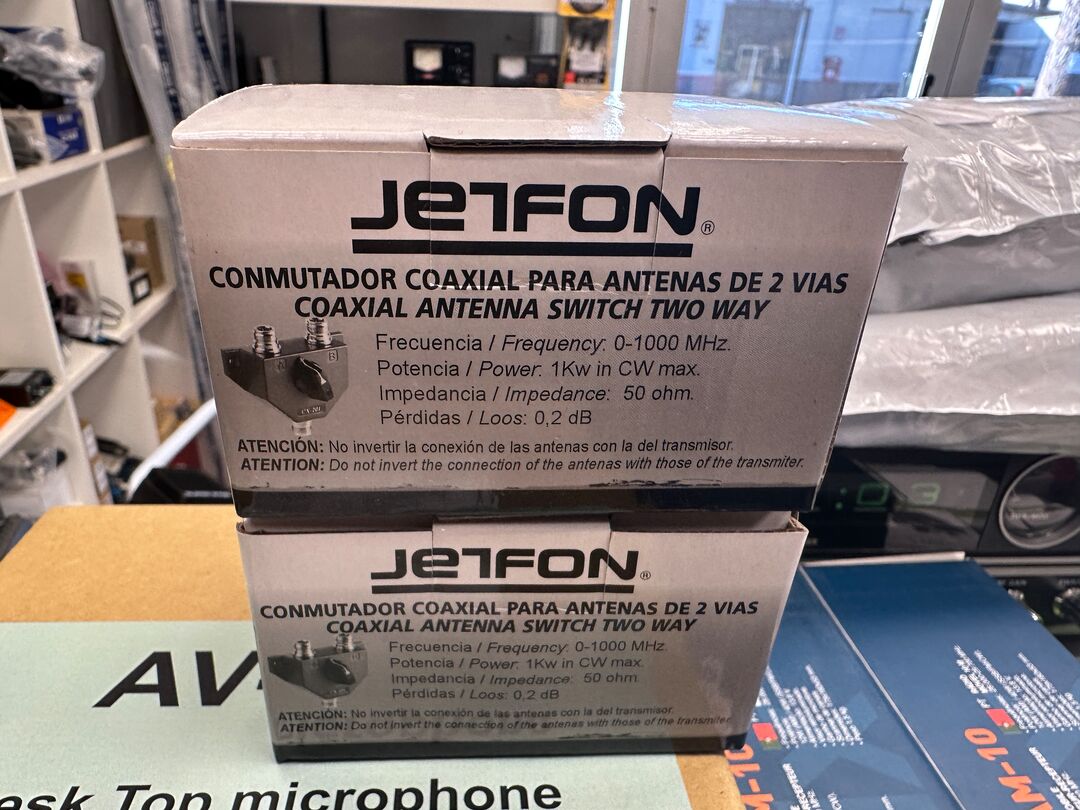 JETFON®
CONMUTADOR COAXIAL PARA ANTENAS DE 2 VIAS
COAXIAL ANTENNA SWITCH TWO WAY
Frecuencia / Frequency: 0-1000 MHz.
Potencia / Power: 1Kw in CW max.
Impedancia / Impedance: 50 ohm.
Pérdidas / Loos: 0,2 dB
ATENCIÓN: No invertir la conexión de las antenas con la del transmisor.
ATTENTION: Do not invert the connection of the antenas with those of the transmiter.
JETFON®
CONMUTADOR COAXIAL PARA ANTENAS DE 2 VIAS
COAXIAL ANTENNA SWITCH TWO WAY
Frecuencia / Frequency: 0-1000 MHz.
Potencia / Power: 1Kw in CW max.
Impedancia / Impedance: 50 ohm.
Pérdidas / Loos: 0,2 dB
ATENCIÓN: No invertir la conexión de las antenas con la del transmisor.
ATTENTION: Do not invert the connection of the antenas with those of the transmiter.
AV
esk Top microphone
M-10